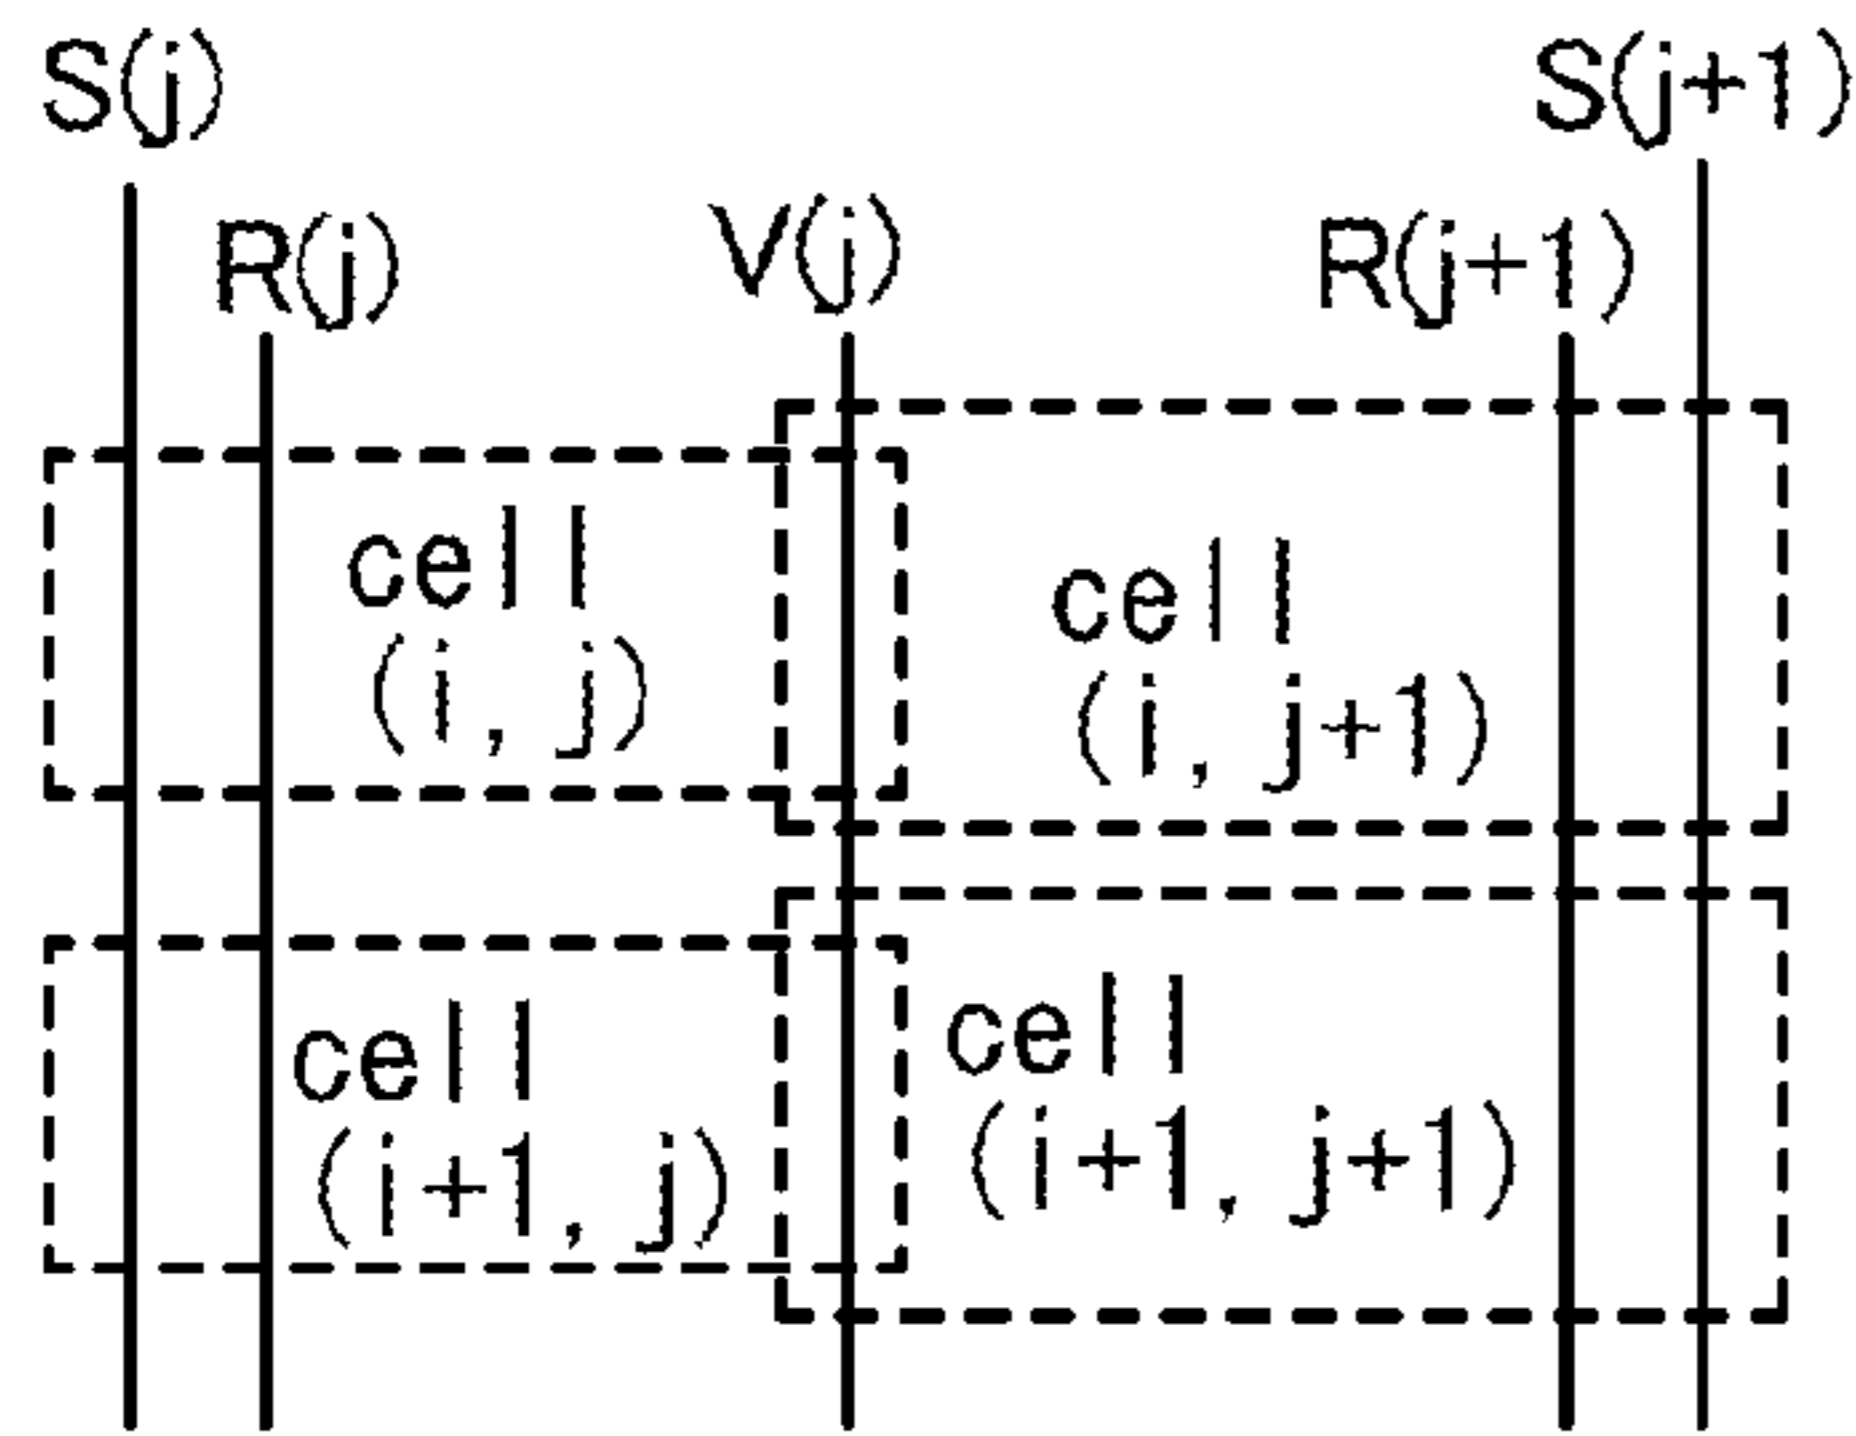 S(j)
S(j+1)
R(j)
V(j)
R(j+1)
cell
(i, j)
cell
(i, j+1)
cell
(i+1, j)
cell
(i+1, j+1)